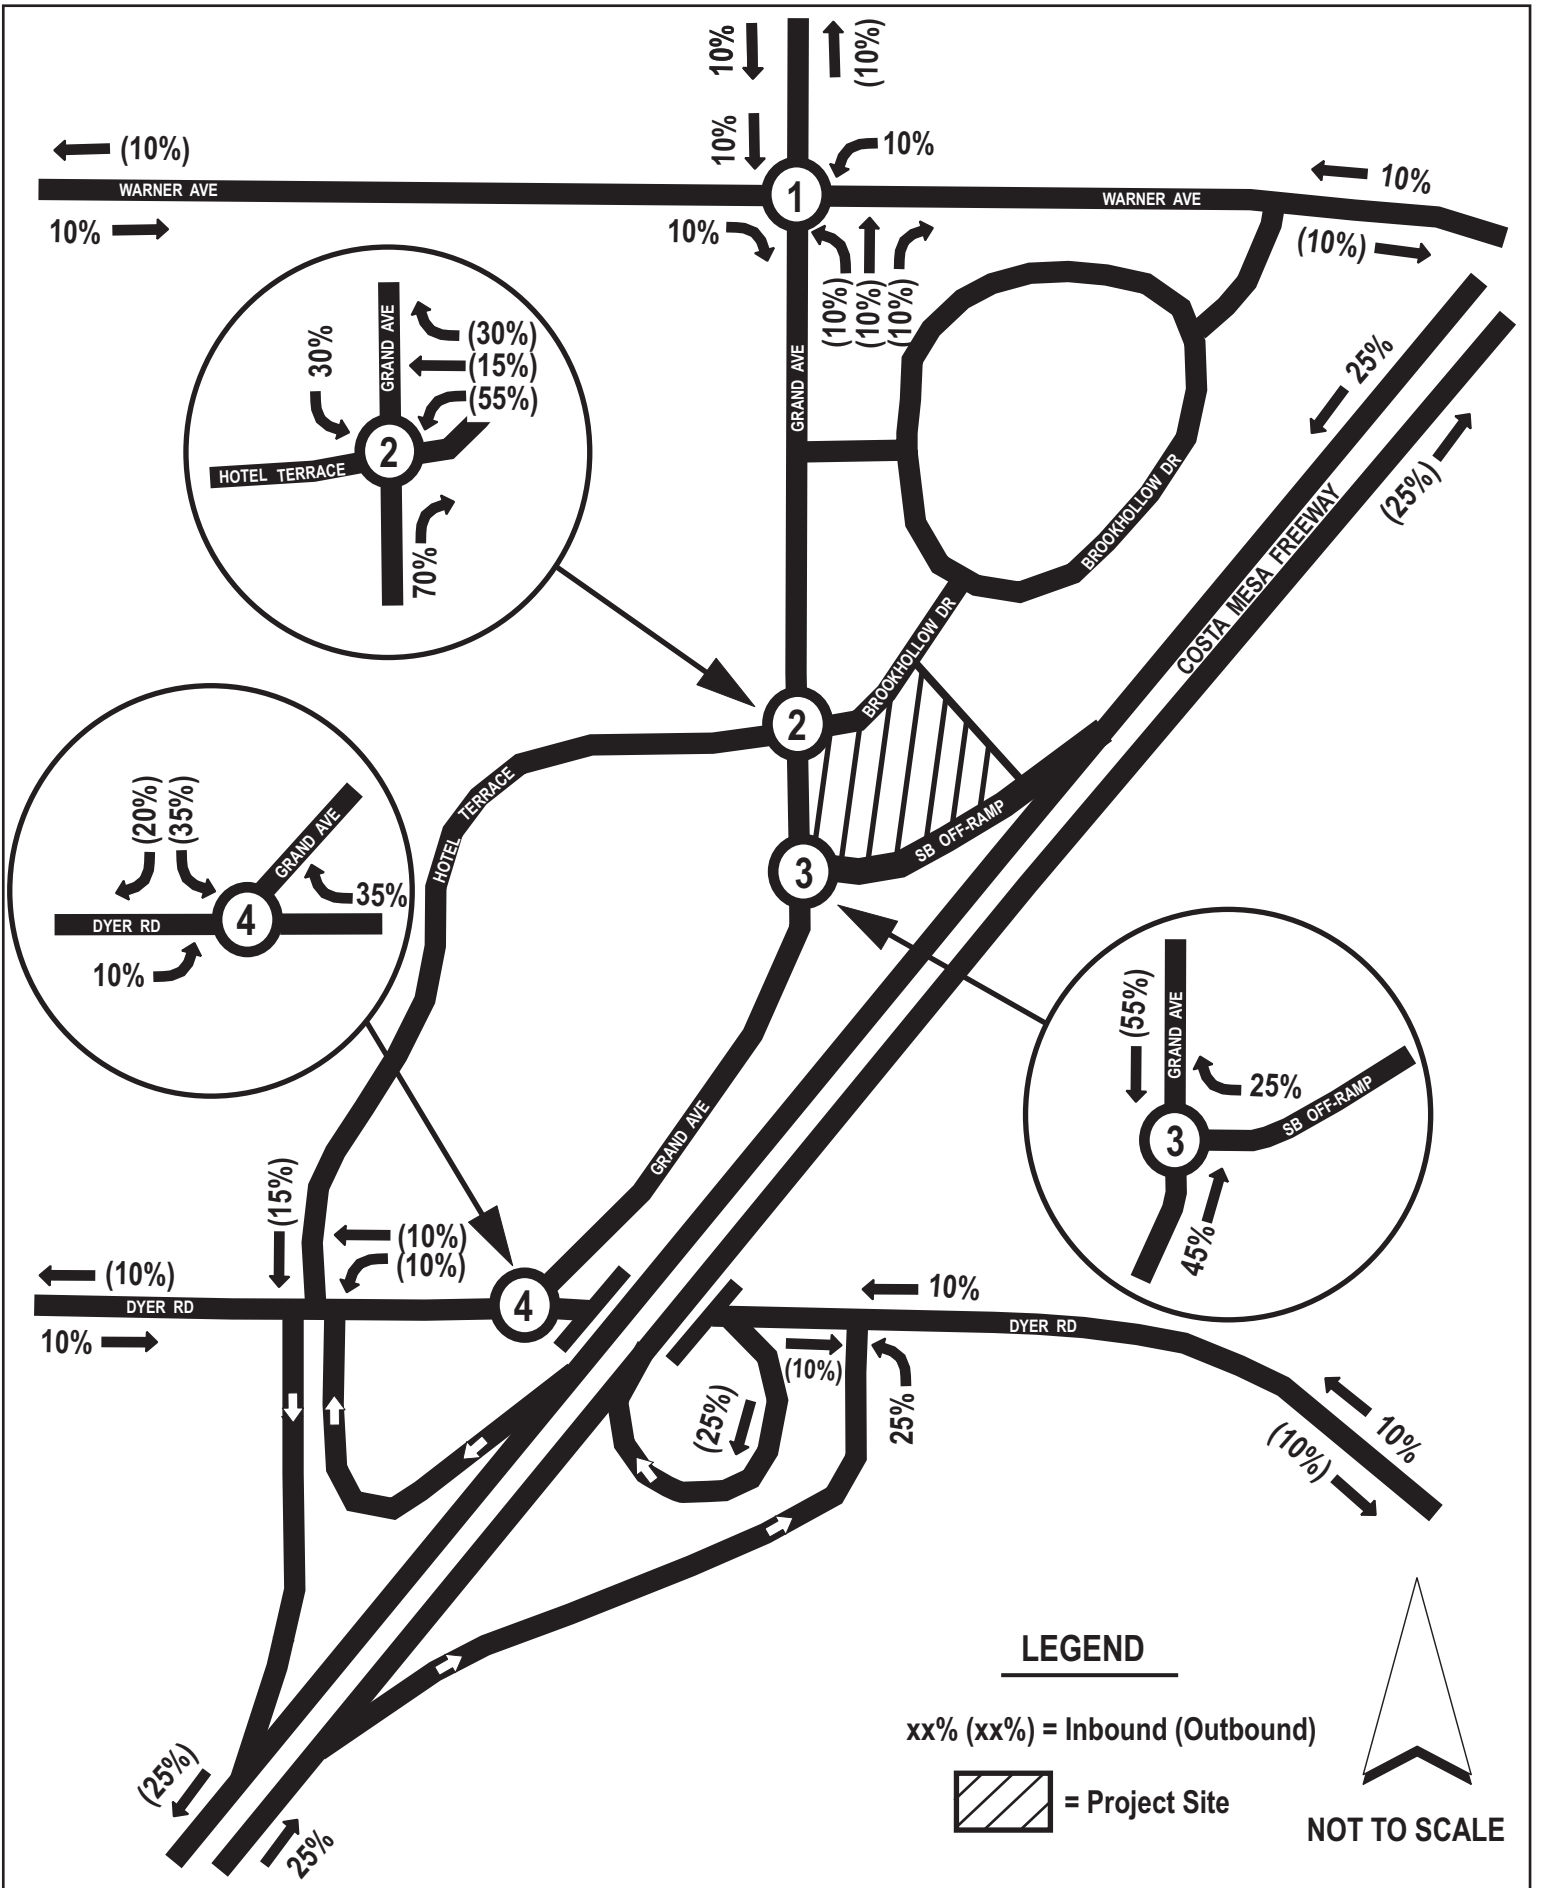 10%
(10%)
10%
10%
(10%)
WARNER AVE
10%
1
10%
WARNER AVE
10%
(10%)
(10%)
(10%)
(10%)
GRAND AVE
30%
GRAND AVE
(30%)
(15%)
(55%)
2
HOTEL TERRACE
70%
25%
(25%)
COSTA MESA FREEWAY
BROOKHOLLOW DR
BROOKHOLLOW DR
2
HOTEL TERRACE
SB OFF-RAMP
3
(20%)
(35%)
GRAND AVE
35%
DYER RD
4
10%
(55%)
GRAND AVE
25%
SB OFF-RAMP
3
45%
GRAND AVE
(15%)
(10%)
(10%)
(10%)
DYER RD
10%
4
10%
DYER RD
(10%)
25%
(25%)
10%
(10%)
(25%)
25%
LEGEND
xx% (xx%) = Inbound (Outbound)
= Project Site
NOT TO SCALE